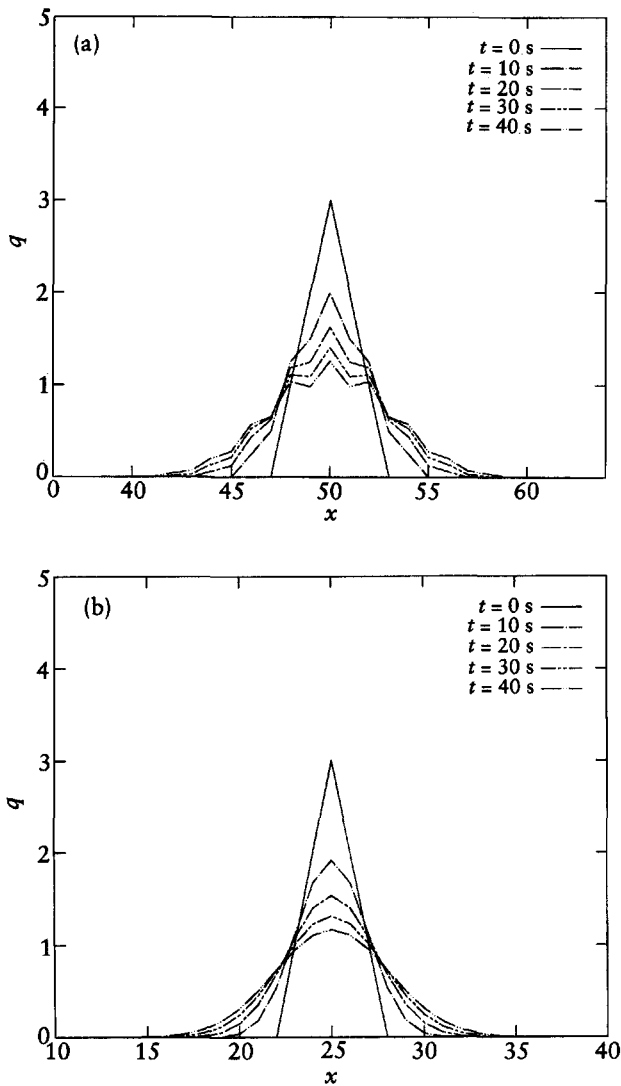 (a)
t = 0 s
t = 10 s
t = 20 s
t = 30 s
t = 40 s
5
4
3
2
1
0
q
0 40 45 50 55 60
x
(b)
t = 0 s
t = 10 s
t = 20 s
t = 30 s
t = 40 s
5
4
3
2
1
0
q
10 15 20 25 30 35 40
x